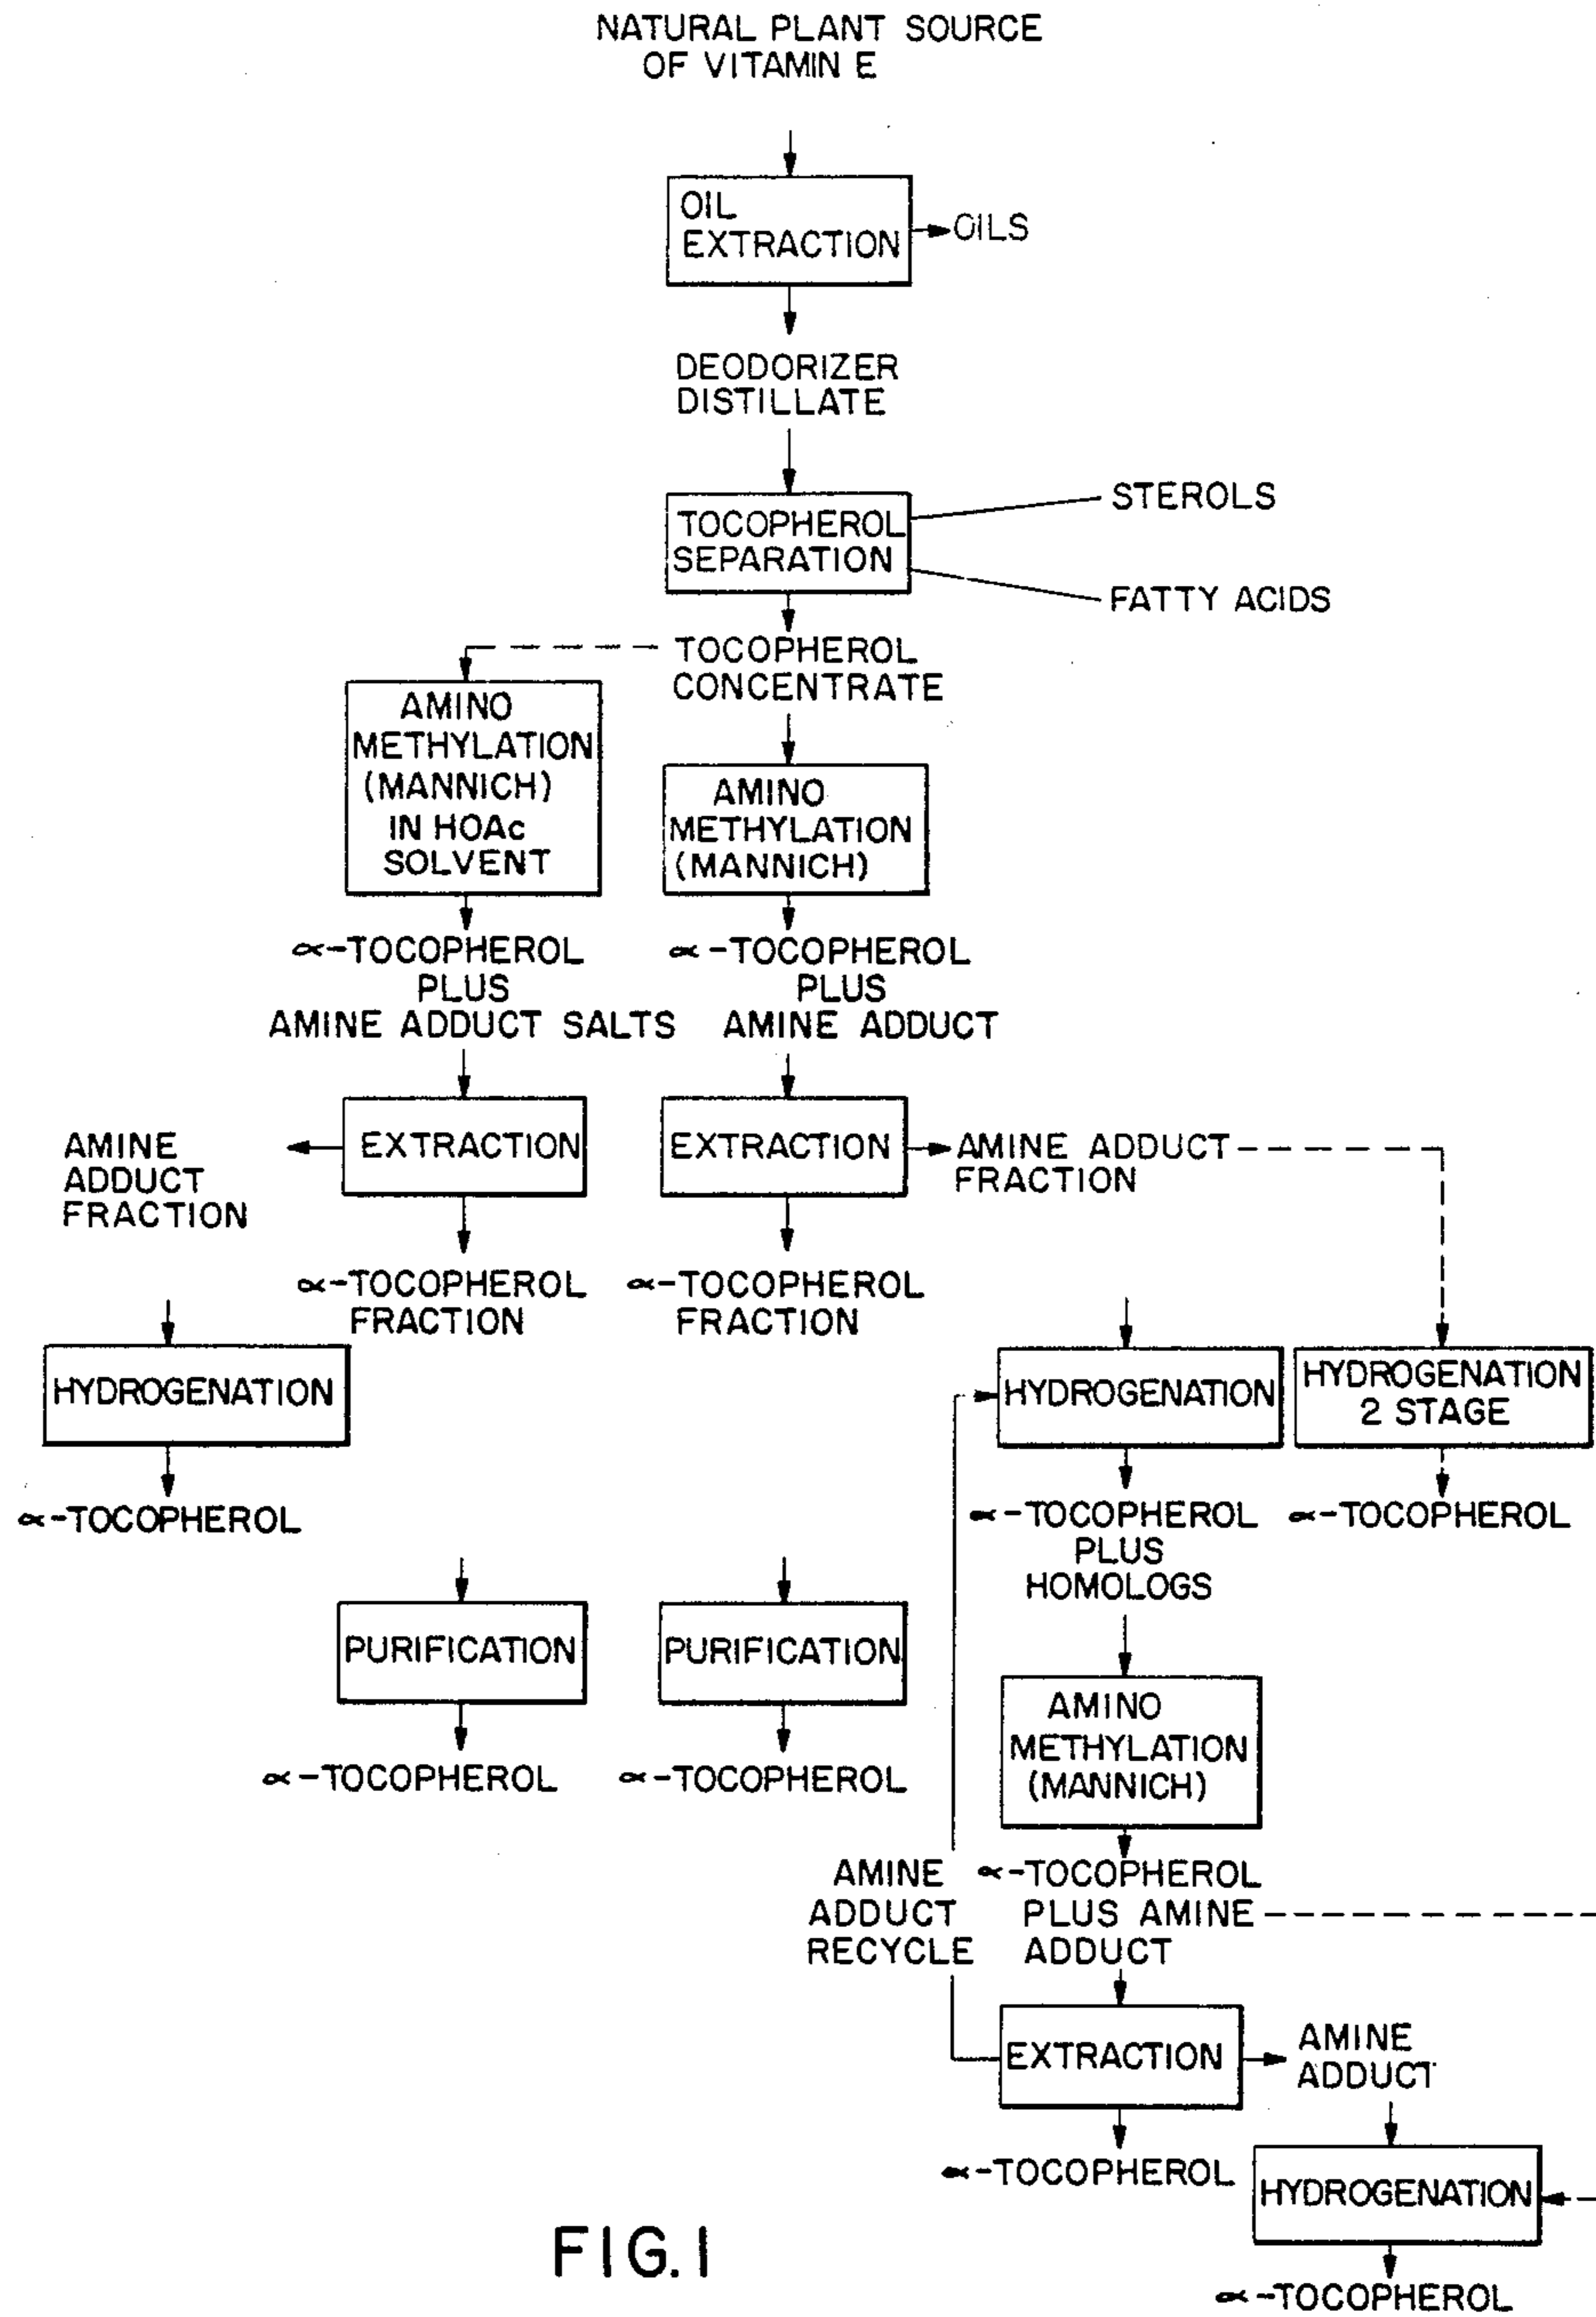 NATURAL PLANT SOURCE
OF VITAMIN E
OIL
EXTRACTION
OILS
DEODORIZER
DISTILLATE
TOCOPHEROL
SEPARATION
STEROLS
FATTY ACIDS
TOCOPHEROL
CONCENTRATE
AMINO
METHYLATION
(MANNICH)
IN HOAc
SOLVENT
AMINO
METHYLATION
(MANNICH)
α-TOCOPHEROL
PLUS
AMINE ADDUCT SALTS
α-TOCOPHEROL
PLUS
AMINE ADDUCT
AMINE
ADDUCT
FRACTION
EXTRACTION
EXTRACTION
AMINE ADDUCT
FRACTION
α-TOCOPHEROL
FRACTION
α-TOCOPHEROL
FRACTION
HYDROGENATION
α-TOCOPHEROL
HYDROGENATION
HYDROGENATION
2 STAGE
α-TOCOPHEROL
PLUS
HOMOLOGS
α-TOCOPHEROL
PURIFICATION
PURIFICATION
α-TOCOPHEROL
α-TOCOPHEROL
AMINO
METHYLATION
(MANNICH)
AMINE
ADDUCT
RECYCLE
α-TOCOPHEROL
PLUS AMINE
ADDUCT
EXTRACTION
AMINE
ADDUCT
α-TOCOPHEROL
HYDROGENATION
α-TOCOPHEROL
FIG. 1